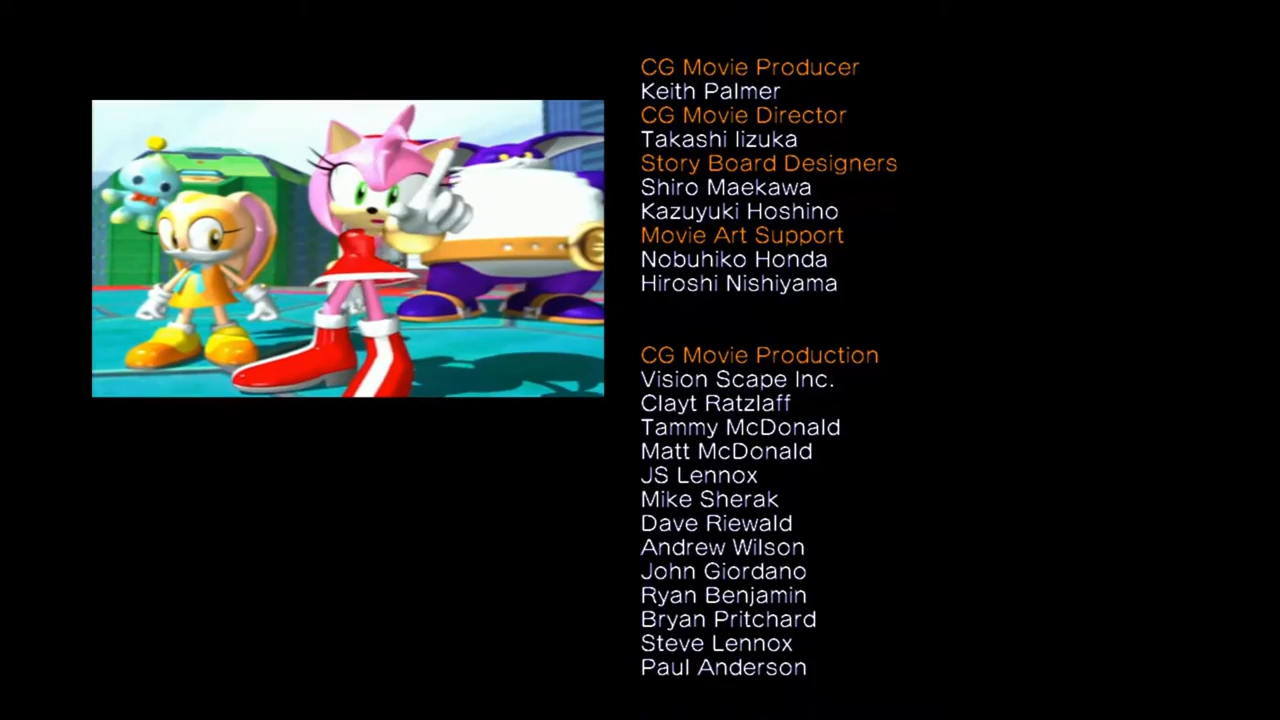 CG Movie Producer
Keith Palmer
CG Movie Director
Takashi Iizuka
Story Board Designers
Shiro Maekawa
Kazuyuki Hoshino
Movie Art Support
Nobuhiko Honda
Hiroshi Nishiyama
CG Movie Production
Vision Scape Inc.
Clayt Ratzlaff
Tammy McDonald
Matt McDonald
JS Lennox
Mike Sherak
Dave Riewald
Andrew Wilson
John Giordano
Ryan Benjamin
Bryan Pritchard
Steve Lennox
Paul Anderson